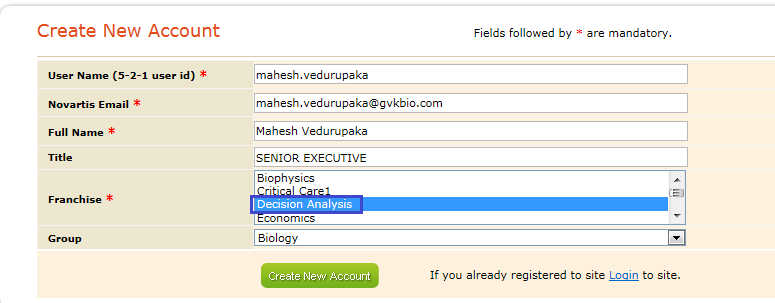 Create New Account
Fields followed by * are mandatory.
User Name (5-2-1 user id) *
mahesh.vedurupaka
Novartis Email *
mahesh.vedurupaka@gvkbio.com
Full Name *
Mahesh Vedurupaka
Title
SENIOR EXECUTIVE
Franchise *
Biophysics
Critical Care1
Decision Analysis
Economics
Group
Biology
Create New Account
If you already registered to site Login to site.